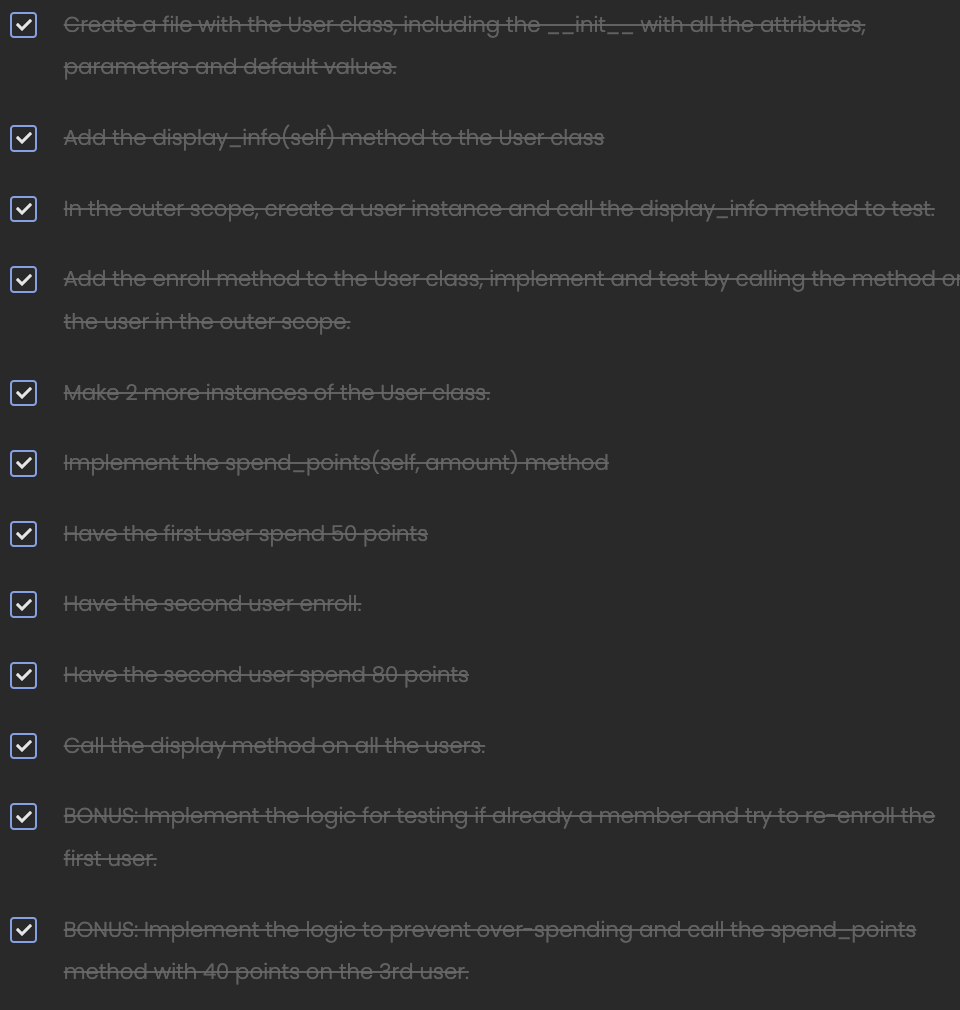 Create a file with the User class, including the __init__ with all the attributes,
parameters and default values.
Add the display_info(self) method to the User class
In the outer scope, create a user instance and call the display_info method to test.
Add the enroll method to the User class, implement and test by calling the method on
the user in the outer scope.
Make 2 more instances of the User class.
Implement the spend_points(self, amount) method
Have the first user spend 50 points
Have the second user enroll.
Have the second user spend 80 points
Call the display method on all the users.
BONUS: Implement the logic for testing if already a member and try to re-enroll the
first user.
BONUS: Implement the logic to prevent over-spending and call the spend_points
method with 40 points on the 3rd user.